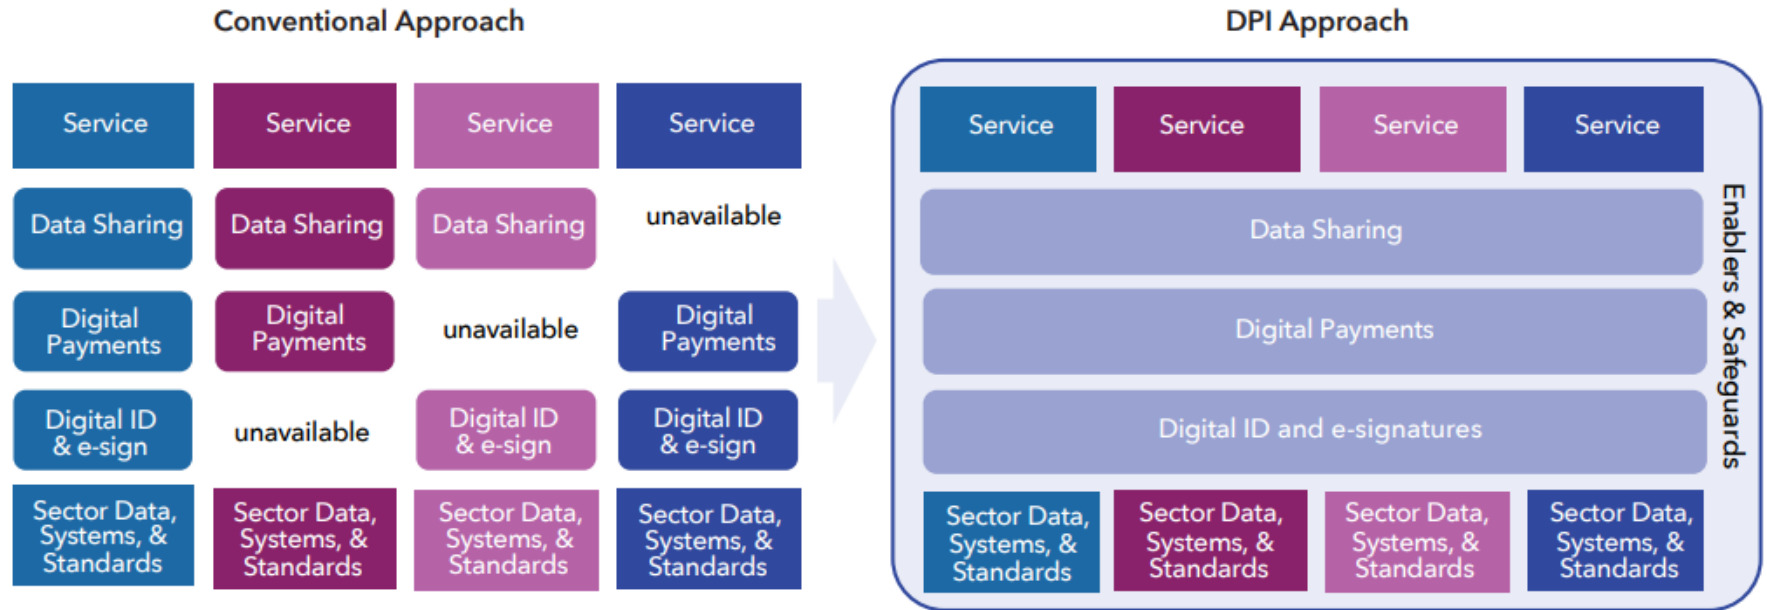 Conventional Approach
Service
Service
Service
Service
Data Sharing
Data Sharing
Data Sharing
unavailable
Digital
Payments
Digital
Payments
unavailable
Digital
Payments
Digital ID
& e-sign
unavailable
Digital ID
& e-sign
Digital ID
& e-sign
Sector Data,
Systems, &
Standards
Sector Data,
Systems, &
Standards
Sector Data,
Systems, &
Standards
Sector Data,
Systems, &
Standards
DPI Approach
Service
Service
Service
Service
Data Sharing
Digital Payments
Digital ID and e-signatures
Sector Data,
Systems, &
Standards
Sector Data,
Systems, &
Standards
Sector Data,
Systems, &
Standards
Sector Data,
Systems, &
Standards
Enablers & Safeguards